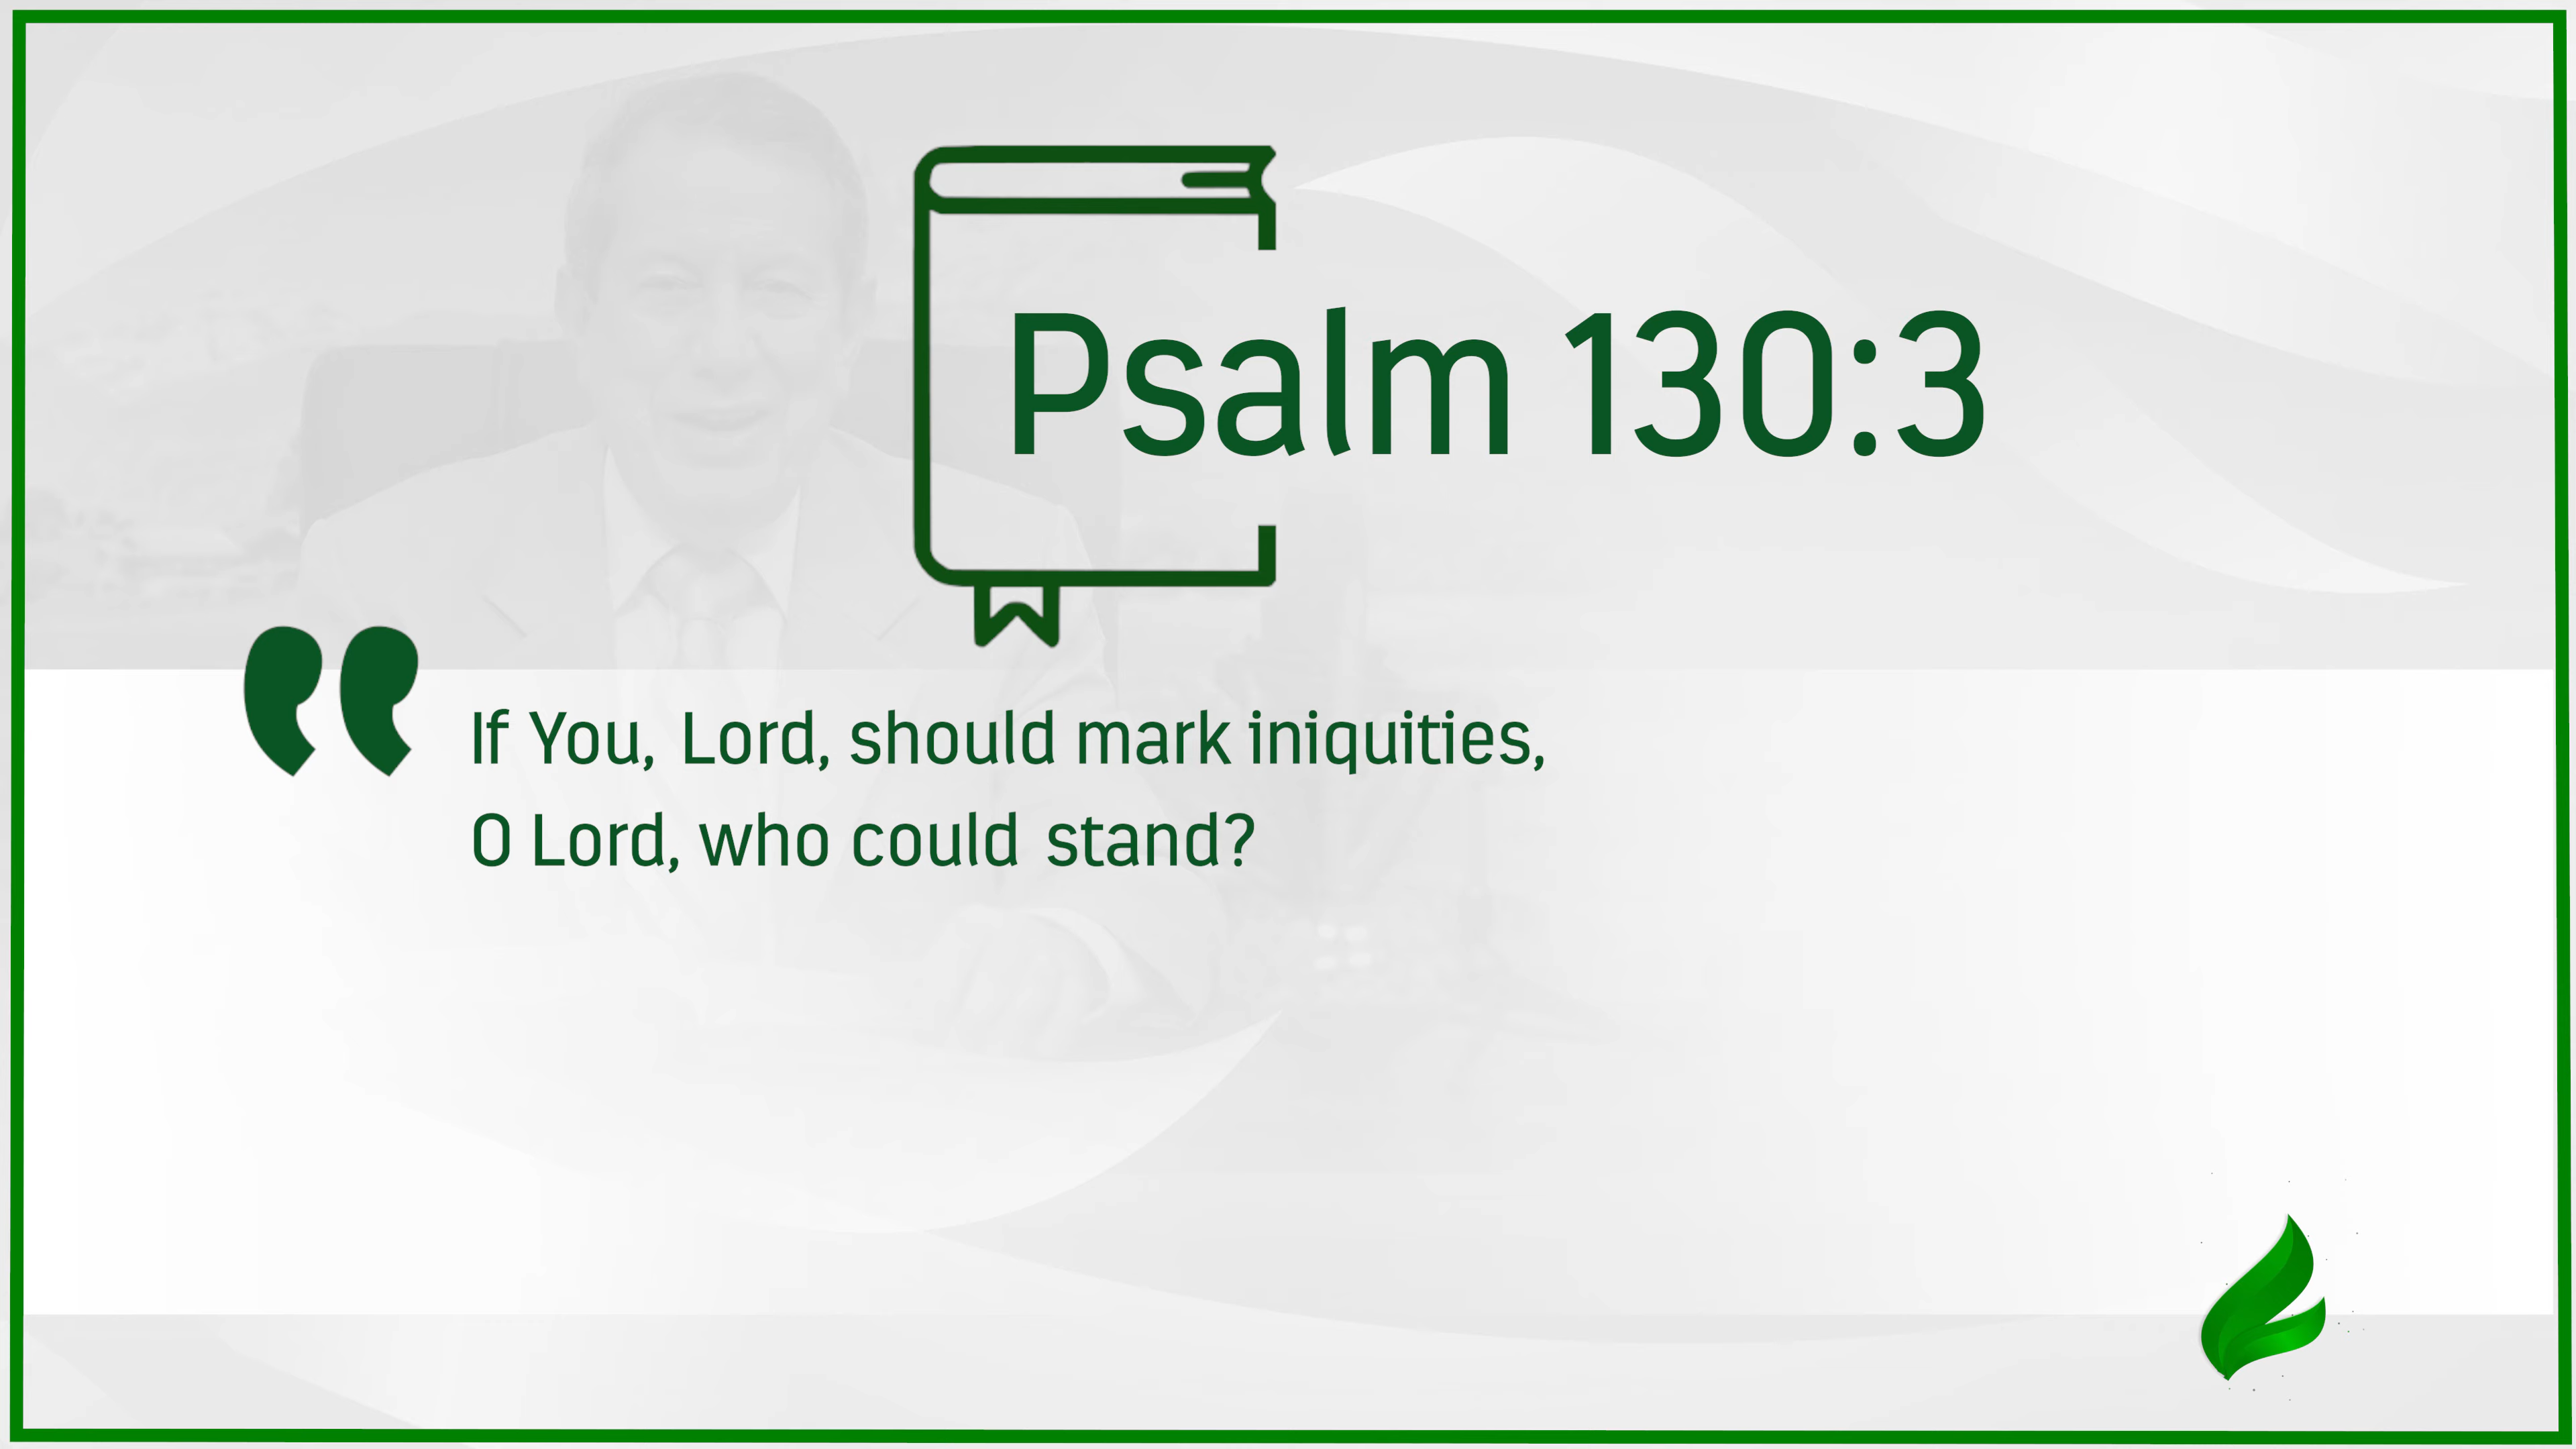 Psalm 130:3
If You, Lord, should mark iniquities,
O Lord, who could stand?